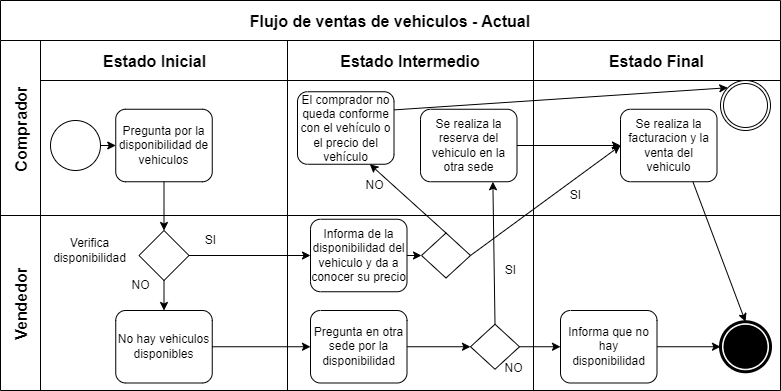 Flujo de ventas de vehiculos - Actual
Estado Inicial
Estado Intermedio
Estado Final
Comprador
Pregunta por la
disponibilidad de
vehiculos
El comprador no
queda conforme
con el vehículo o
el precio del
vehículo
Se realiza la
reserva del
vehiculo en la
otra sede
Se realiza la
facturacion y la
venta del
vehiculo
NO
SI
Vendedor
Verifica
disponibilidad
SI
NO
Informa de la
disponibilidad del
vehiculo y da a
conocer su precio
SI
No hay vehiculos
disponibles
Pregunta en otra
sede por la
disponibilidad
NO
Informa que no
hay
disponibilidad